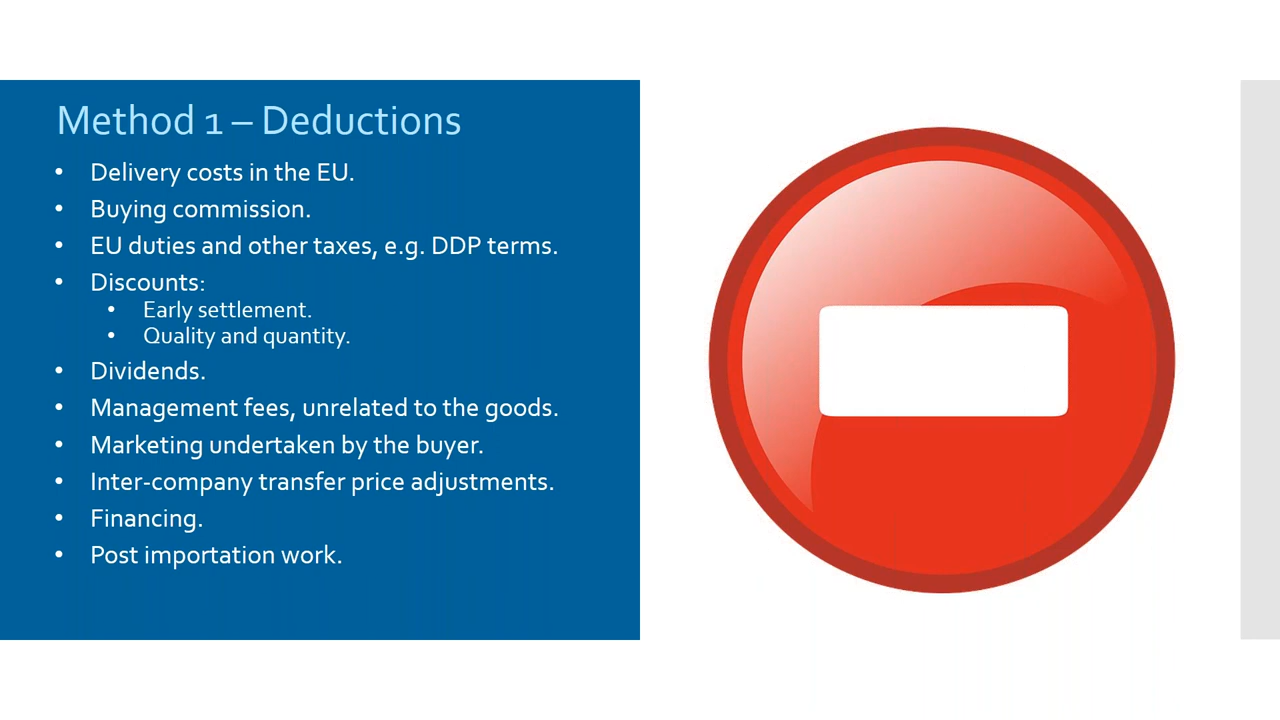 Method 1 – Deductions
• Delivery costs in the EU.
• Buying commission.
• EU duties and other taxes, e.g. DDP terms.
• Discounts:
• Early settlement.
• Quality and quantity.
• Dividends.
• Management fees, unrelated to the goods.
• Marketing undertaken by the buyer.
• Inter-company transfer price adjustments.
• Financing.
• Post importation work.